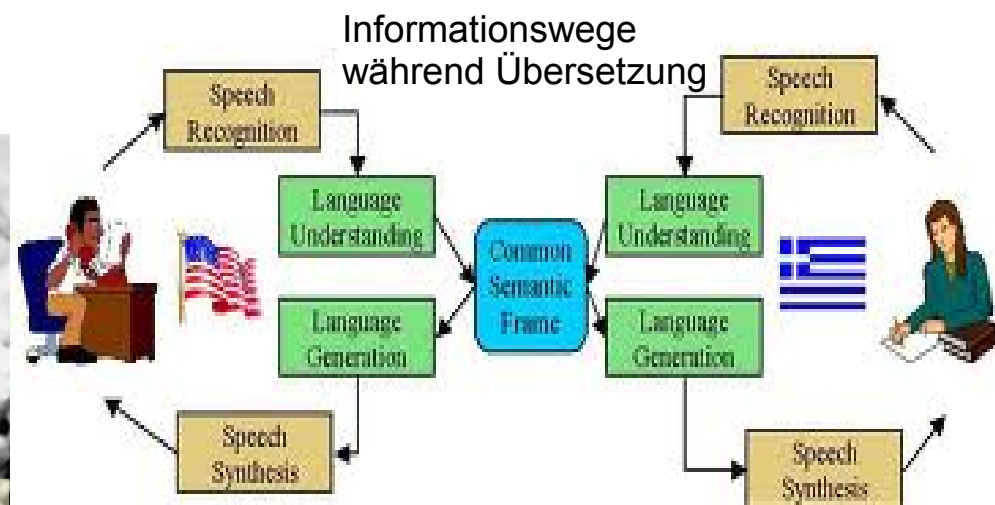 Informationswege
während Übersetzung
Speech
Recognition
Speech
Recognition
Language
Understanding
Language
Understanding
Common
Semantic
Frame
Language
Generation
Language
Generation
Speech
Synthesis
Speech
Synthesis